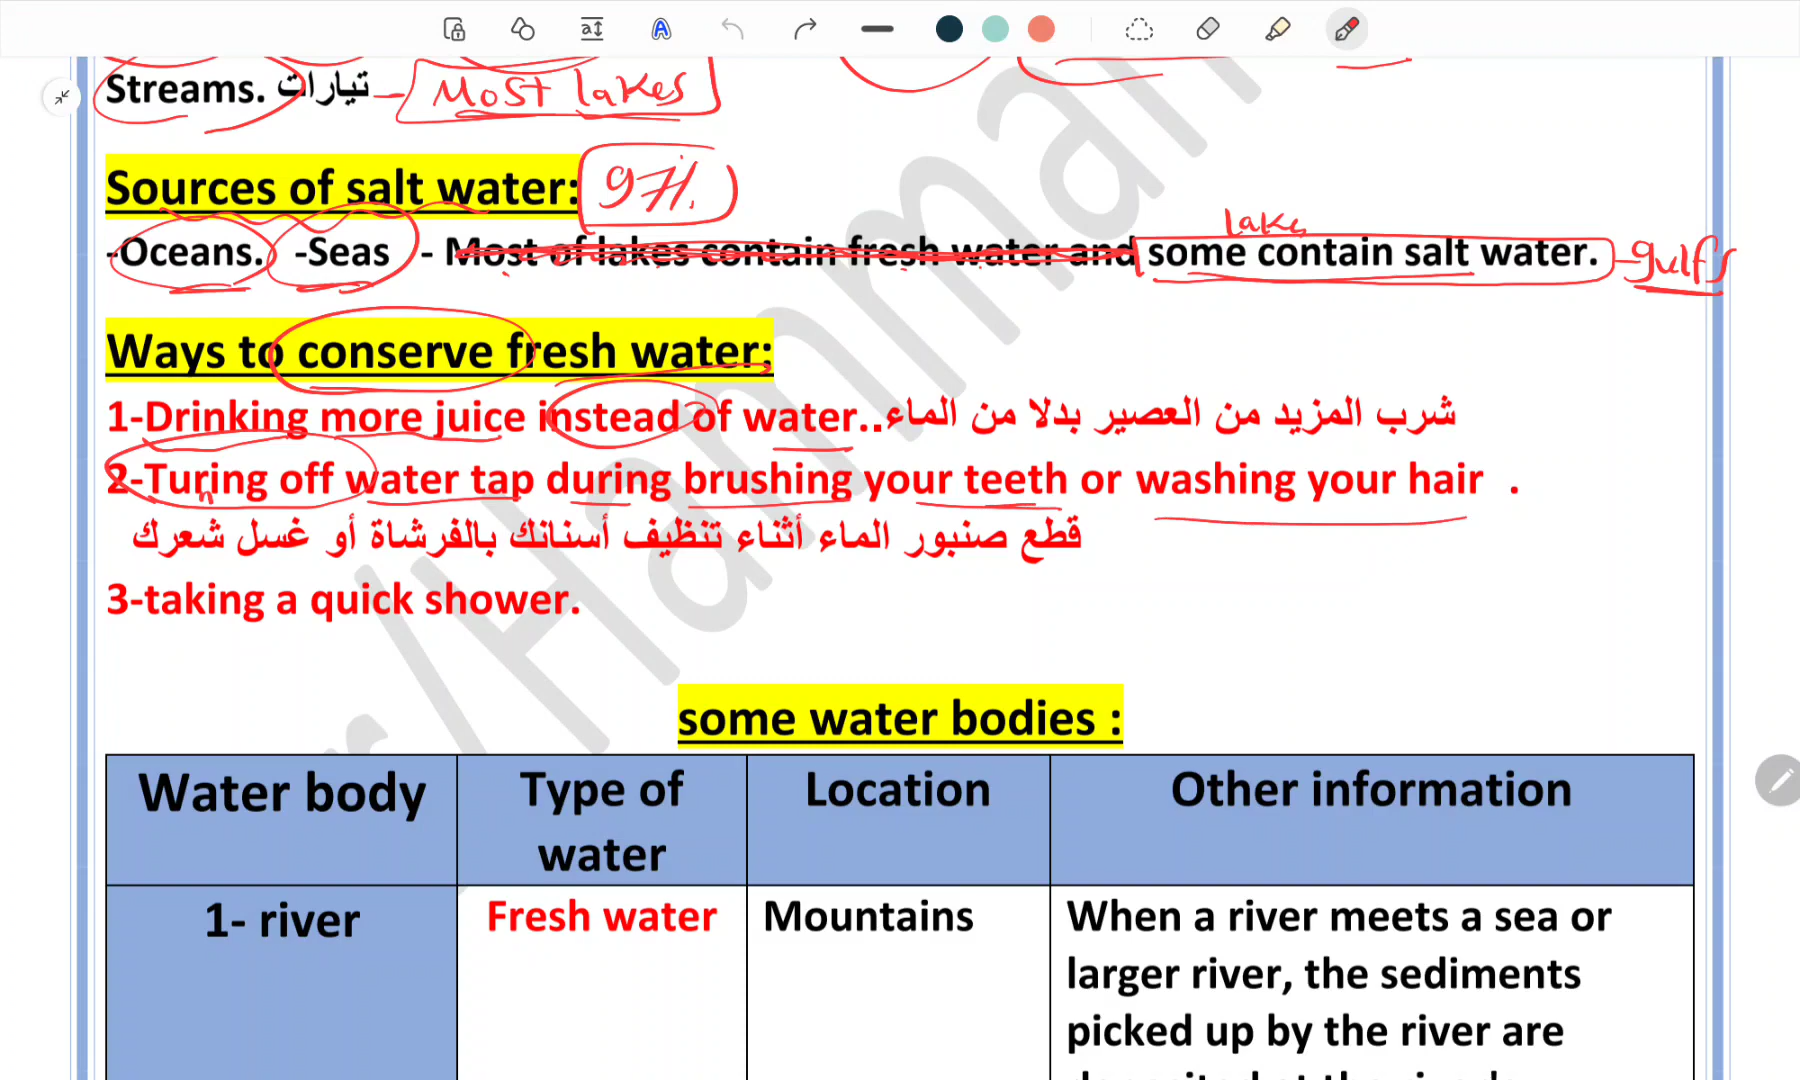 Streams. تيارات - Most lakes
Sources of salt water: 97%
-Oceans. -Seas - Most of lakes contain fresh water and some contain salt water. - gulfs
lake
Ways to conserve fresh water:
1-Drinking more juice instead of water..شرب المزيد من العصير بدلا من الماء
2-Turing off water tap during brushing your teeth or washing your hair .
n
قطع صنبور الماء أثناء تنظيف أسنانك بالفرشاة أو غسل شعرك
3-taking a quick shower.
some water bodies :
Water body Type of water Location Other information
1- river Fresh water Mountains When a river meets a sea or
larger river, the sediments
picked up by the river are